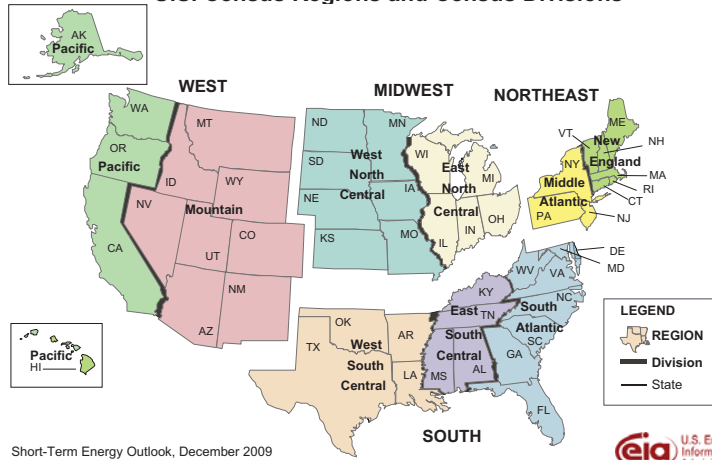 AK
Pacific
WEST
MIDWEST
NORTHEAST
WA
MT
ND
MN
VT
ME
NH
OR
Pacific
SD
West
North
Central
WI
East
North
Central
MI
NY
New
England
MA
RI
CT
ID
WY
NE
IA
Middle
Atlantic
PA
NJ
NV
Mountain
CA
UT
CO
KS
MO
IL
IN
OH
DE
MD
AZ
NM
OK
West
South
Central
TX
AR
LA
KY
East
South
Central
TN
MS
AL
WV
VA
NC
South
Atlantic
SC
GA
FL
Pacific
HI
SOUTH
LEGEND
REGION
Division
State
Short-Term Energy Outlook, December 2009
eia
U.S.